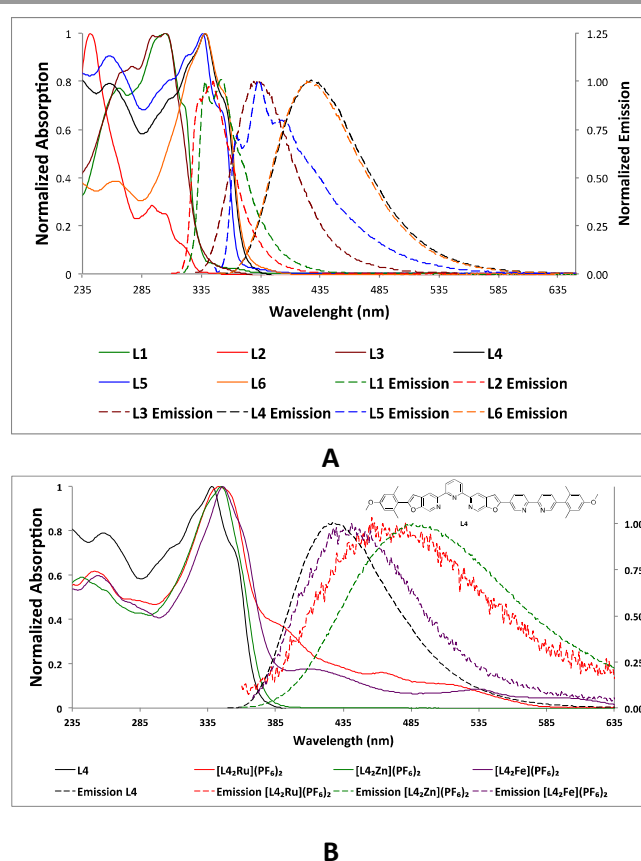 1
0.8
0.6
0.4
0.2
0
1.25
1.00
0.75
0.50
0.25
0.00
Normalized Absorption
Normalized Emission
235 285 335 385 435 485 535 585 635
Wavelenght (nm)
L1 L2 L3 L4
L5 L6 L1 Emission L2 Emission
L3 Emission L4 Emission L5 Emission L6 Emission
A
1
0.8
0.6
0.4
0.2
0
1.00
0.75
0.50
0.25
0.00
Normalized Absorption
O N N N O N N O
L4
235 285 335 385 435 485 535 585 635
Wavelength (nm)
L4 [L4₂Ru](PF₆)₂ [L4₂Zn](PF₆)₂ [L4₂Fe](PF₆)₂
Emission L4 Emission [L4₂Ru](PF₆)₂ Emission [L4₂Zn](PF₆)₂ Emission [L4₂Fe](PF₆)₂
B